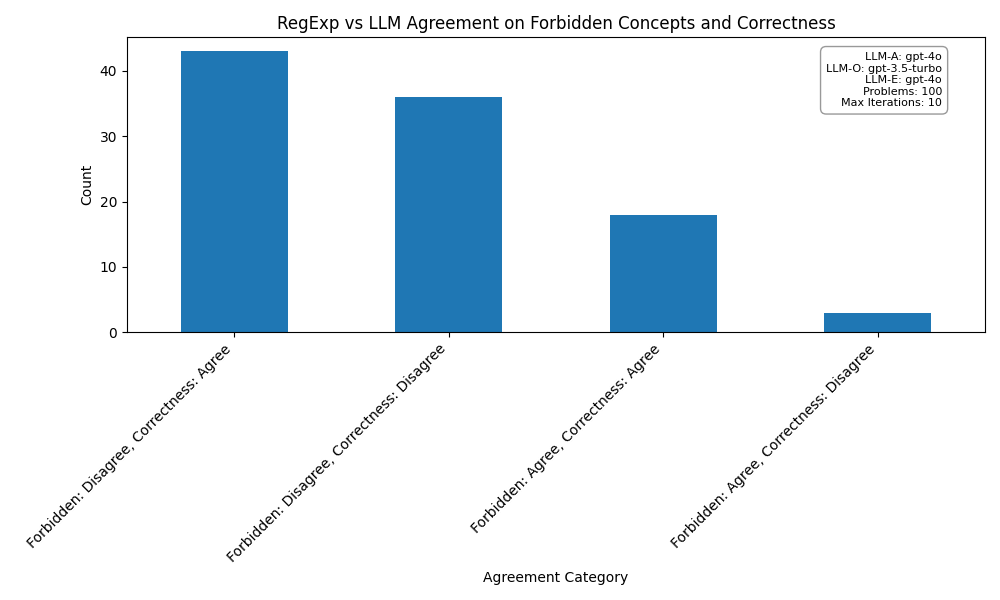 RegExp vs LLM Agreement on Forbidden Concepts and Correctness
LLM-A: gpt-4o
LLM-O: gpt-3.5-turbo
LLM-E: gpt-4o
Problems: 100
Max Iterations: 10
Count
40
30
20
10
0
Forbidden: Disagree, Correctness: Agree
Forbidden: Disagree, Correctness: Disagree
Forbidden: Agree, Correctness: Agree
Forbidden: Agree, Correctness: Disagree
Agreement Category